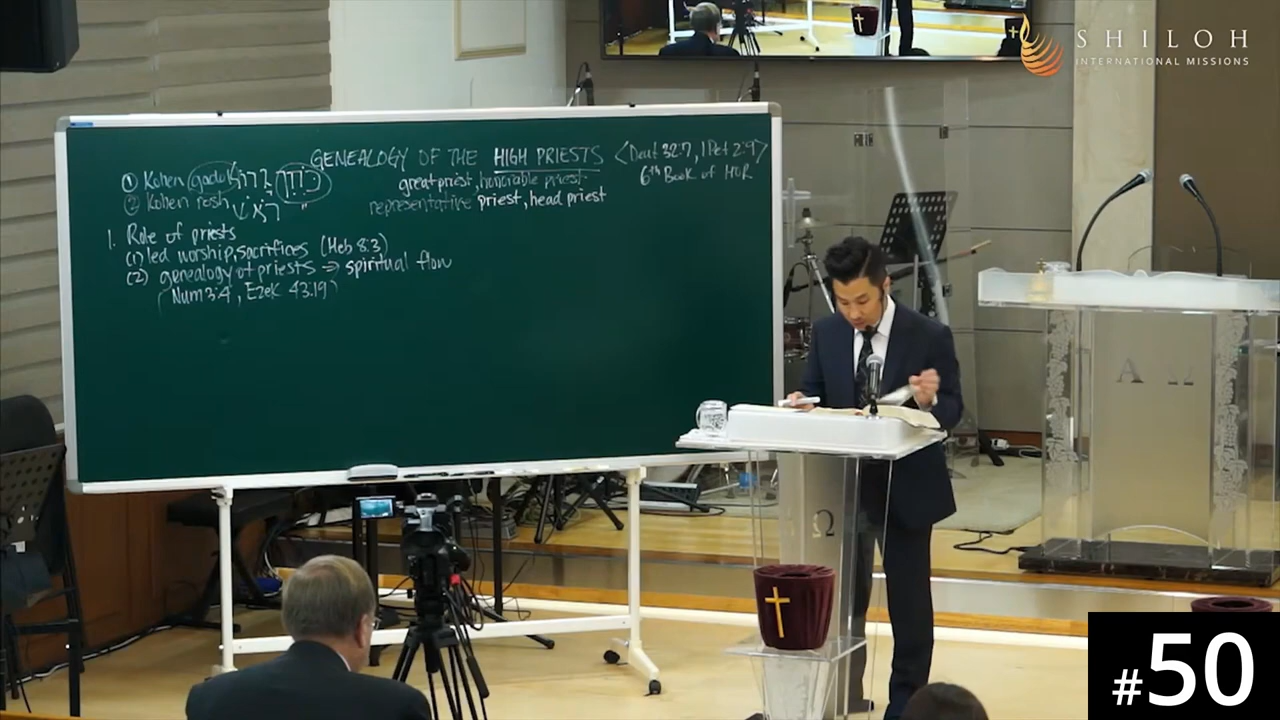 SHILOH
INTERNATIONAL MISSIONS
GENEALOGY OF THE HIGH PRIESTS <Deut 32:7, 1 Pet 2:9>
6th Book of HOR
① Kohen gadol גדול כהן
great priest, honorable priest
② Kohen rosh ראש "
representative priest, head priest
1. Role of priests
(1) led worship, sacrifices (Heb 8:3)
(2) genealogy of priests ⇒ spiritual flow
(Num 3:4, Ezek 43:19)
Α Ω
Ω
#50